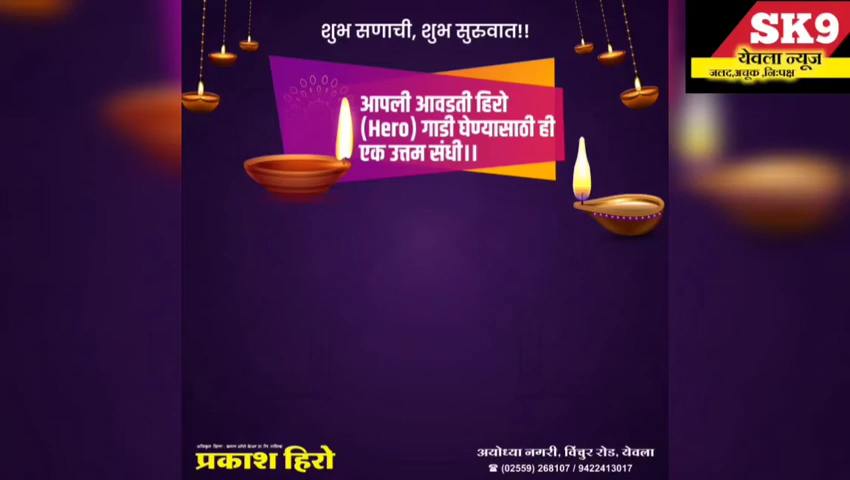 शुभ सणाची, शुभ सुरुवात!!
SK9
येवला न्यूज
जलद,अचूक ,निःपक्ष
आपली आवडती हिरो
(Hero) गाडी घेण्यासाठी ही
एक उत्तम संधी।।
प्रकाश हिरो
अयोध्या नगरी, विंचुर रोड, येवला
☎ (02559) 268107 / 9422413017